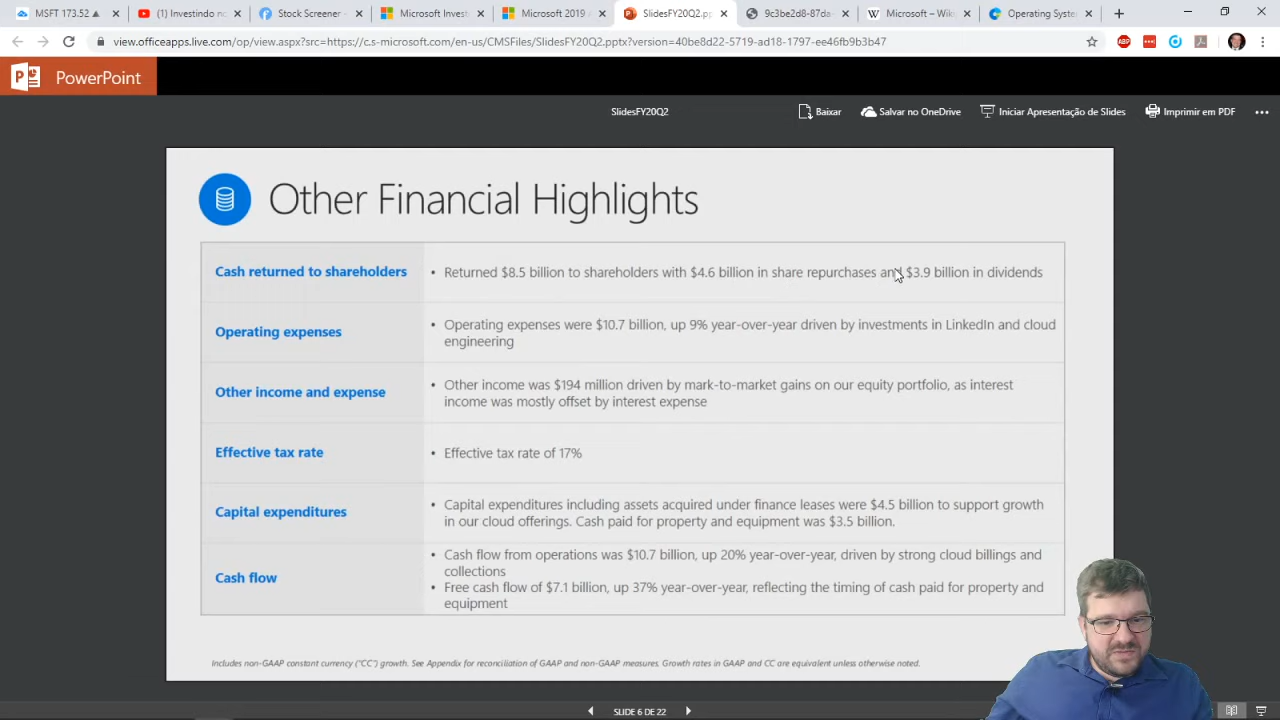 MSFT 173.52
(1) Investindo no
Stock Screener -
Microsoft Invest
Microsoft 2019 A
SlidesFY20Q2.pp
9c3be2d8-87da-
Microsoft – Wiki
Operating Syste
view.officeapps.live.com/op/view.aspx?src=https://c.s-microsoft.com/en-us/CMSFiles/SlidesFY20Q2.pptx?version=40be8d22-5719-ad18-1797-ee46fb9b3b47
PowerPoint
SlidesFY20Q2
Baixar
Salvar no OneDrive
Iniciar Apresentação de Slides
Imprimir em PDF
Other Financial Highlights
Cash returned to shareholders
• Returned $8.5 billion to shareholders with $4.6 billion in share repurchases and $3.9 billion in dividends
Operating expenses
• Operating expenses were $10.7 billion, up 9% year-over-year driven by investments in LinkedIn and cloud
engineering
Other income and expense
• Other income was $194 million driven by mark-to-market gains on our equity portfolio, as interest
income was mostly offset by interest expense
Effective tax rate
• Effective tax rate of 17%
Capital expenditures
• Capital expenditures including assets acquired under finance leases were $4.5 billion to support growth
in our cloud offerings. Cash paid for property and equipment was $3.5 billion.
Cash flow
• Cash flow from operations was $10.7 billion, up 20% year-over-year, driven by strong cloud billings and
collections
• Free cash flow of $7.1 billion, up 37% year-over-year, reflecting the timing of cash paid for property and
equipment
Includes non-GAAP constant currency ("CC") growth. See Appendix for reconciliation of GAAP and non-GAAP measures. Growth rates in GAAP and CC are equivalent unless otherwise noted.
SLIDE 6 DE 22